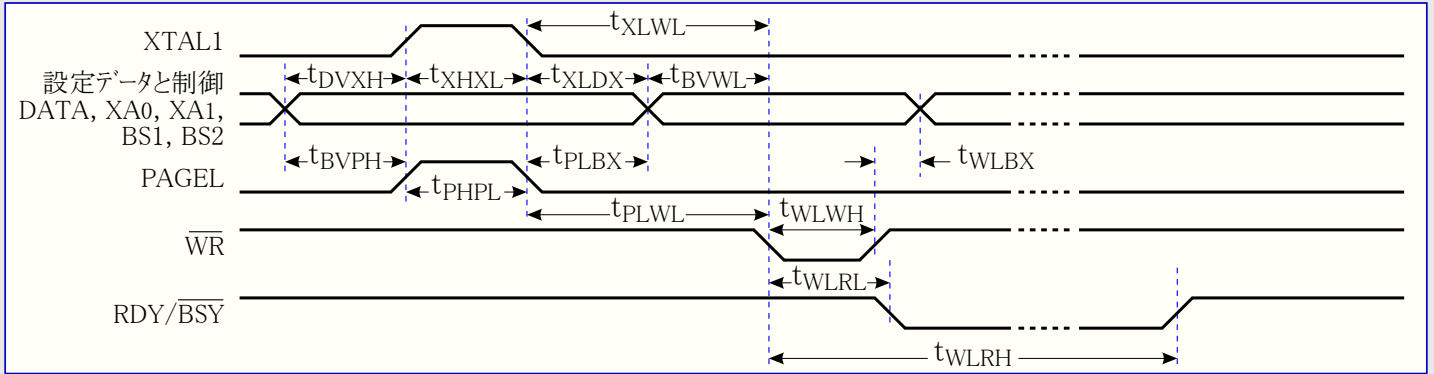 XTAL1
tXLWL
設定データと制御
DATA, XA0, XA1,
BS1, BS2
tDVXH tXHXL tXLDX tBVWL
tBVPH tPLBX tWLBX
PAGEL
tPHPL
tPLWL tWLWH
WR
tWLRL
RDY/BSY
tWLRH